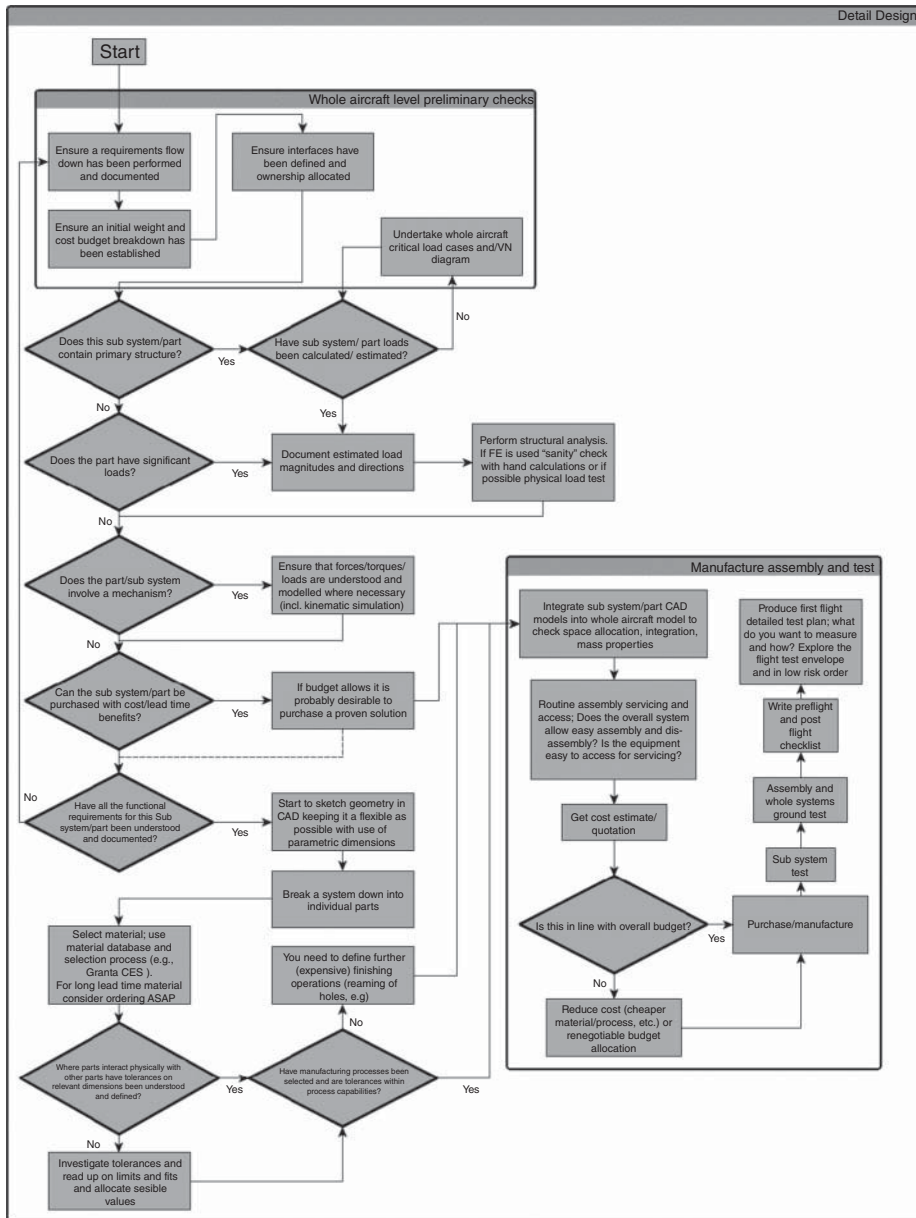 Detail Design
Start
Whole aircraft level preliminary checks
Ensure a requirements flow
down has been performed
and documented
Ensure interfaces have
been defined and
ownership allocated
Ensure an initial weight and
cost budget breakdown has
been established
Undertake whole aircraft
critical load cases and/VN
diagram
No
Does this sub system/part
contain primary structure?
Yes
Have sub system/ part loads
been calculated/ estimated?
No
Yes
Does the part have significant
loads?
Yes
Document estimated load
magnitudes and directions
Perform structural analysis.
If FE is used “sanity” check
with hand calculations or if
possible physical load test
No
Does the part/sub system
involve a mechanism?
Yes
Ensure that forces/torques/
loads are understood and
modelled where necessary
(incl. kinematic simulation)
No
Can the sub system/part be
purchased with cost/lead time
benefits?
Yes
If budget allows it is
probably desirable to
purchase a proven solution
No
Have all the functional
requirements for this Sub
system/part been understood
and documented?
Yes
Start to sketch geometry in
CAD keeping it a flexible as
possible with use of
parametric dimensions
Break a system down into
individual parts
Select material; use
material database and
selection process (e.g.,
Granta CES ).
For long lead time material
consider ordering ASAP
You need to define further
(expensive) finishing
operations (reaming of
holes, e.g)
No
Where parts interact physically with
other parts have tolerances on
relevant dimensions been understood
and defined?
Yes
Have manufacturing processes been
selected and are tolerances within
process capabilities?
Yes
No
Investigate tolerances and
read up on limits and fits
and allocate sesible
values
Manufacture assembly and test
Integrate sub system/part CAD
models into whole aircraft model to
check space allocation, integration,
mass properties
Routine assembly servicing and
access; Does the overall system
allow easy assembly and dis-
assembly? Is the equipment
easy to access for servicing?
Get cost estimate/
quotation
Is this in line with overall budget?
Yes
No
Reduce cost (cheaper
material/process, etc.) or
renegotiable budget
allocation
Purchase/manufacture
Sub system
test
Assembly and
whole systems
ground test
Write preflight
and post
flight
checklist
Produce first flight
detailed test plan; what
do you want to measure
and how? Explore the
flight test envelope
and in low risk order